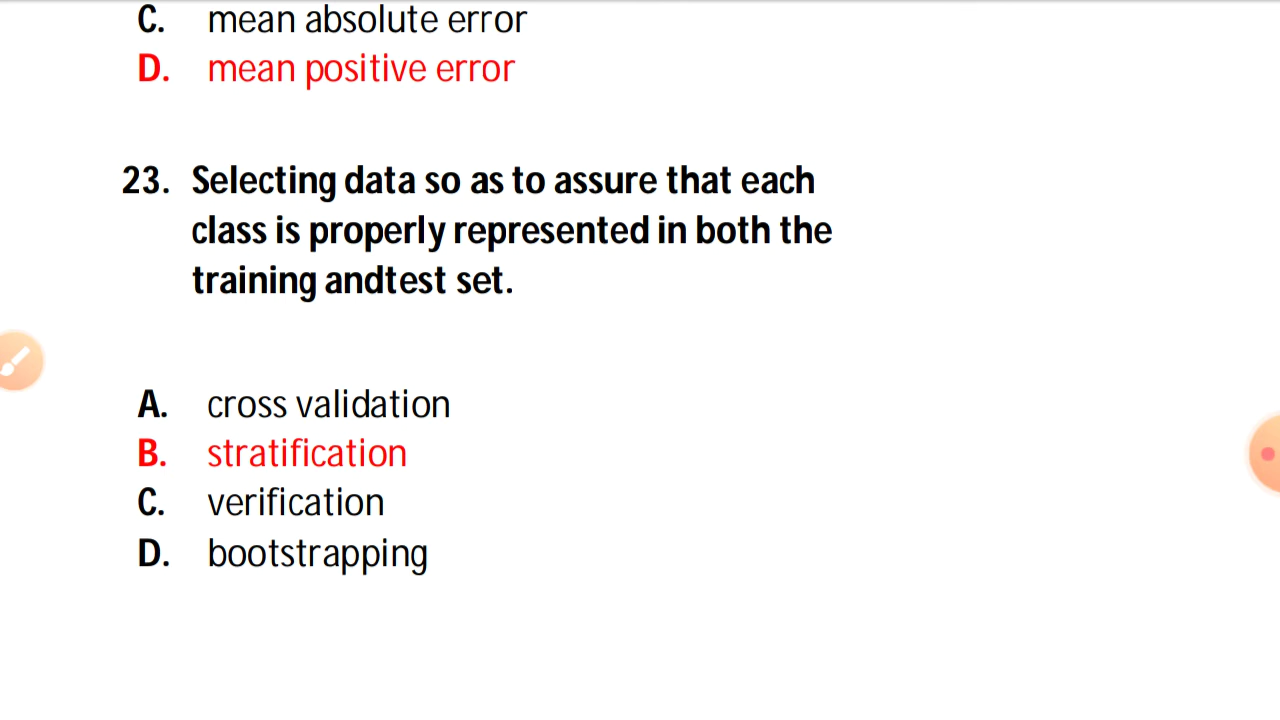 C. mean absolute error
D. mean positive error
23. Selecting data so as to assure that each
class is properly represented in both the
training andtest set.
A. cross validation
B. stratification
C. verification
D. bootstrapping